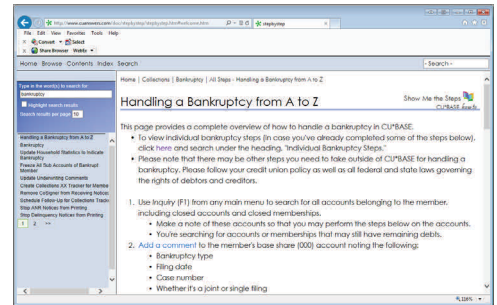 http://www.cuanswers.com/
stepbystep
File Edit View Favorites Tools Help
Convert Select
Share Browser WebEx
Home Browse Contents Index Search
- Search -
Type in the word(s) to search for
bankruptcy
Highlight search results
Search results per page 10
Handling a Bankruptcy from A to Z
Bankruptcy
Update Household Statistics to Indicate
Bankruptcy
Freeze All Sub Accounts of Bankrupt
Member
Update Underwriting Comments
Create Collections XX Tracker for Membe
Remove CoSigner from Receiving Notices
Schedule Follow-Up for Collections Tracke
Stop ANR Notices from Printing
Stop Delinquency Notices from Printing
1 2 >>
Home | Collections | Bankruptcy | All Steps - Handling a Bankruptcy from A to Z
Handling a Bankruptcy from A to Z
Show Me the Steps
CU*BASE
This page provides a complete overview of how to handle a bankruptcy in CU*BASE.
• To view individual bankruptcy steps (in case you've already completed some of the steps below),
click here and search under the heading, "Individual Bankruptcy Steps."
• Please note that there may be other steps you need to take outside of CU*BASE for handling a
bankruptcy. Please follow your credit union policy as well as all federal and state laws governing
the rights of debtors and creditors.
1. Use Inquiry (F1) from any main menu to search for all accounts belonging to the member,
including closed accounts and closed memberships.
• Make a note of these accounts so that you may perform the steps below on the accounts.
• You're searching for accounts or memberships that may still have remaining debts.
2. Add a comment to the member's base share (000) account noting the following:
• Bankruptcy type
• Filing date
• Case number
• Whether it's a joint or single filing